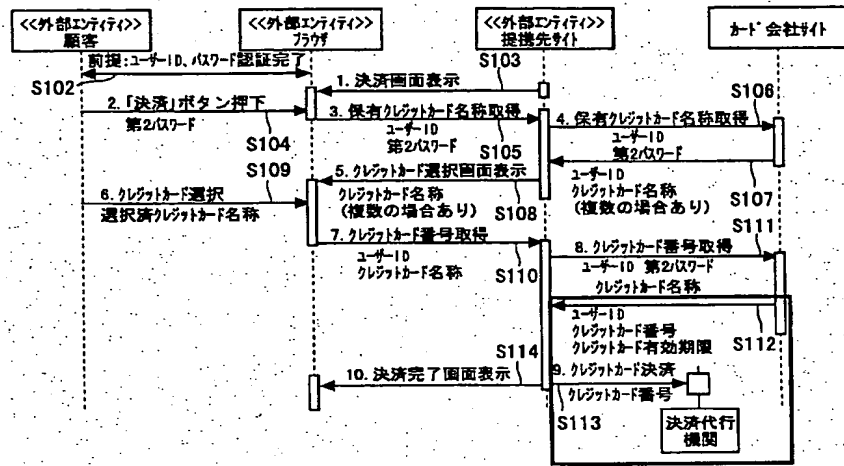 <<外部エンティティ>>
顧客
<<外部エンティティ>>
ブラウザ
<<外部エンティティ>>
提携先サイト
カード会社サイト
前提:ユーザーID、パスワード認証完了
S102
S103
1. 決済画面表示
2.「決済」ボタン押下
第2パスワード
S104
3. 保有クレジットカード名称取得
ユーザーID
第2パスワード
S105
S106
4. 保有クレジットカード名称取得
ユーザーID
第2パスワード
S107
ユーザーID
クレジットカード名称
(複数の場合あり)
5. クレジットカード選択画面表示
クレジットカード名称
(複数の場合あり)
S108
S109
6. クレジットカード選択
選択済クレジットカード名称
7. クレジットカード番号取得
ユーザーID
クレジットカード名称
S110
S111
8. クレジットカード番号取得
ユーザーID 第2パスワード
クレジットカード名称
ユーザーID
クレジットカード番号
クレジットカード有効期限
S112
9. クレジットカード決済
クレジットカード番号
S113
決済代行
機関
S114
10. 決済完了画面表示